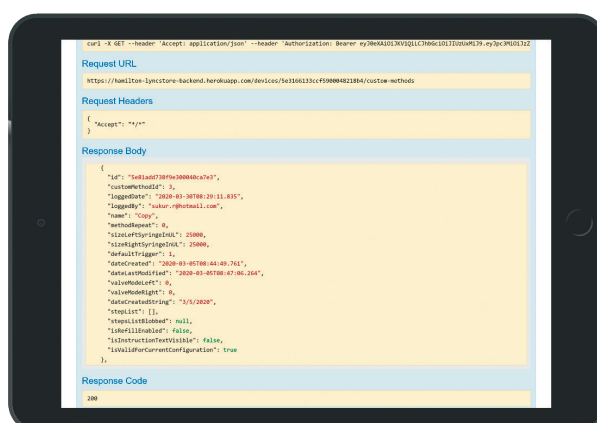 curl -X GET --header 'Accept: application/json' --header 'Authorization: Bearer
Request URL
https://hamilton-lyncstore-backend.herokuapp.com/devices/5e3166133ccf5900048218b4/custom-methods
Request Headers
{
"Accept": "*/*"
}
Response Body
{
"id": "5e81add730f9e300040ca7e3",
"customMethodId": 3,
"loggedDate": "2020-03-30T08:29:11.835",
"loggedBy": "sukur.r@hotmail.com",
"name": "Copy",
"methodRepeat": 0,
"sizeLeftSyringeInUL": 25000,
"sizeRightSyringeInUL": 25000,
"defaultTrigger": 1,
"dateCreated": "2020-03-05T08:44:49.761",
"dateLastModified": "2020-03-05T08:47:06.264",
"valveModeLeft": 0,
"valveModeRight": 0,
"dateCreatedString": "3/5/2020",
"stepList": [],
"stepsListBlobbed": null,
"isRefillEnabled": false,
"isInstructionTextVisible": false,
"isValidForCurrentConfiguration": true
},
Response Code
200